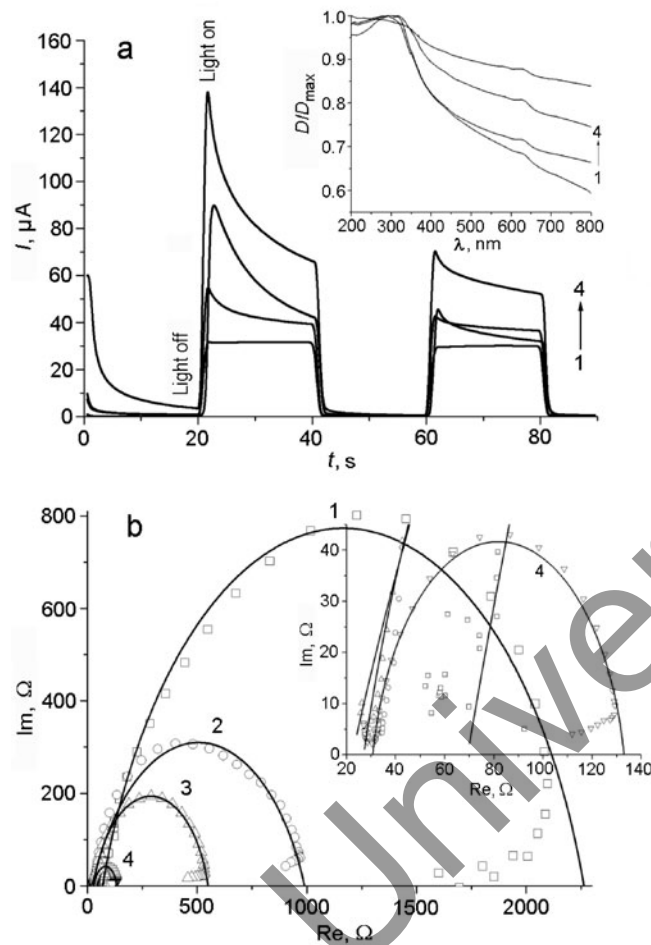 a
160
140
120
100
80
60
40
20
0
I, μA
Light on
Light off
0 20 40 60 80
t, s
4
1
1.0
0.9
0.8
0.7
0.6
D/Dmax
4
1
200 300 400 500 600 700 800
λ, nm
b
800
600
400
200
0
Im, Ω
1
2
3
4
0 500 1000 1500 2000
Re, Ω
40
30
20
10
0
Im, Ω
4
20 40 60 80 100 120 140
Re, Ω
Univer